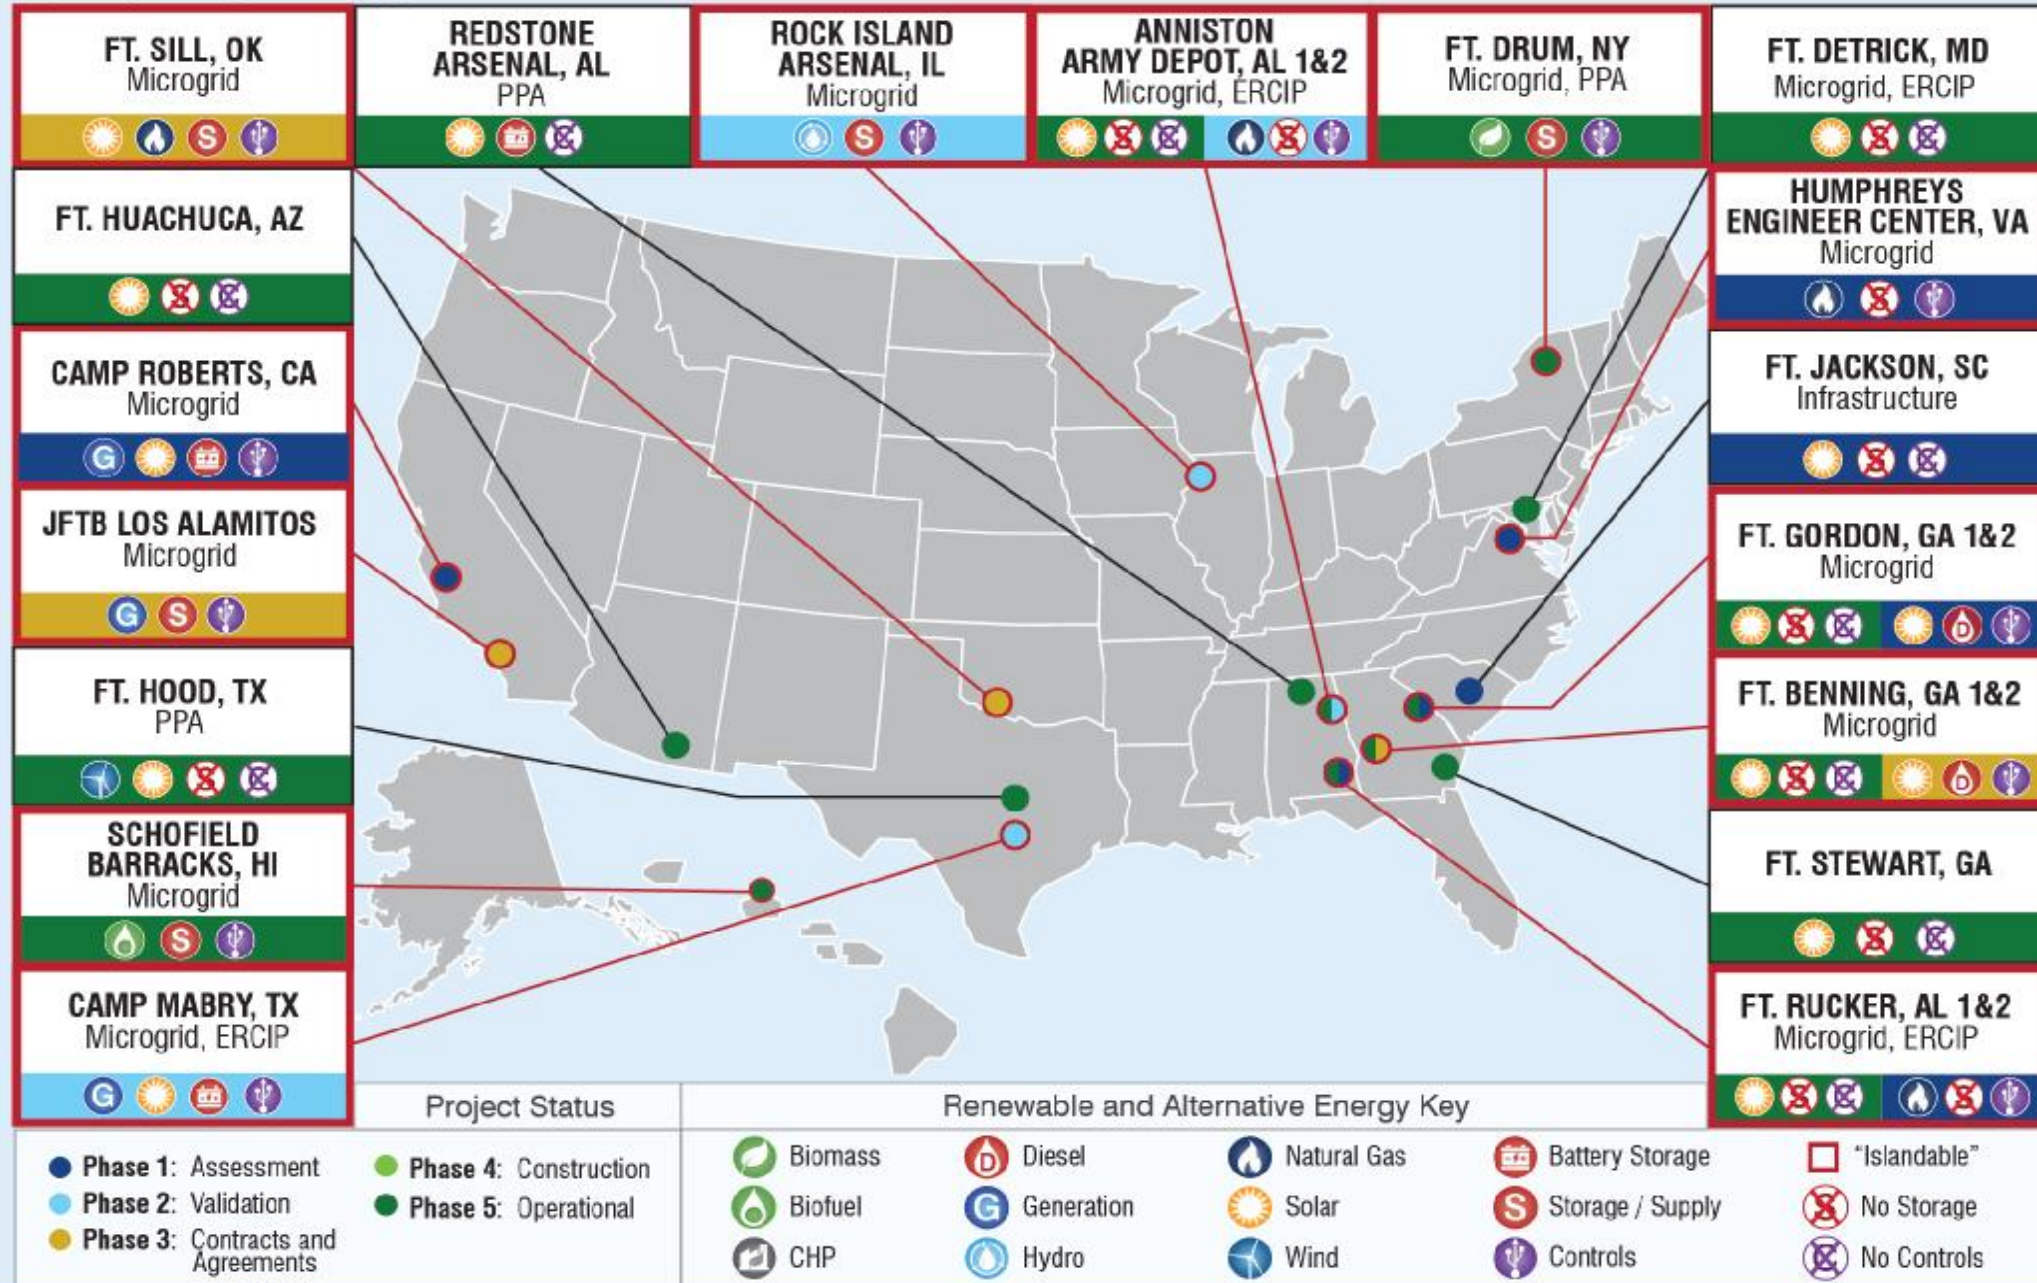 FT. SILL, OK
Microgrid
REDSTONE
ARSENAL, AL
PPA
ROCK ISLAND
ARSENAL, IL
Microgrid
ANNISTON
ARMY DEPOT, AL 1&2
Microgrid, ERCIP
FT. DRUM, NY
Microgrid, PPA
FT. DETRICK, MD
Microgrid, ERCIP
S
S
S
S
S
S
C
C
C
FT. HUACHUCA, AZ
S
C
CAMP ROBERTS, CA
Microgrid
G
JFTB LOS ALAMITOS
Microgrid
G
S
FT. HOOD, TX
PPA
S
C
SCHOFIELD
BARRACKS, HI
Microgrid
S
CAMP MABRY, TX
Microgrid, ERCIP
G
HUMPHREYS
ENGINEER CENTER, VA
Microgrid
S
FT. JACKSON, SC
Infrastructure
S
C
FT. GORDON, GA 1&2
Microgrid
S
C
D
FT. BENNING, GA 1&2
Microgrid
S
C
D
FT. STEWART, GA
S
C
FT. RUCKER, AL 1&2
Microgrid, ERCIP
S
C
S
Project Status
Phase 1: Assessment
Phase 2: Validation
Phase 3: Contracts and
Agreements
Phase 4: Construction
Phase 5: Operational
Renewable and Alternative Energy Key
Biomass
Biofuel
CHP
D Diesel
G Generation
Hydro
Natural Gas
Solar
Wind
Battery Storage
S Storage / Supply
Controls
"Islandable"
S No Storage
C No Controls